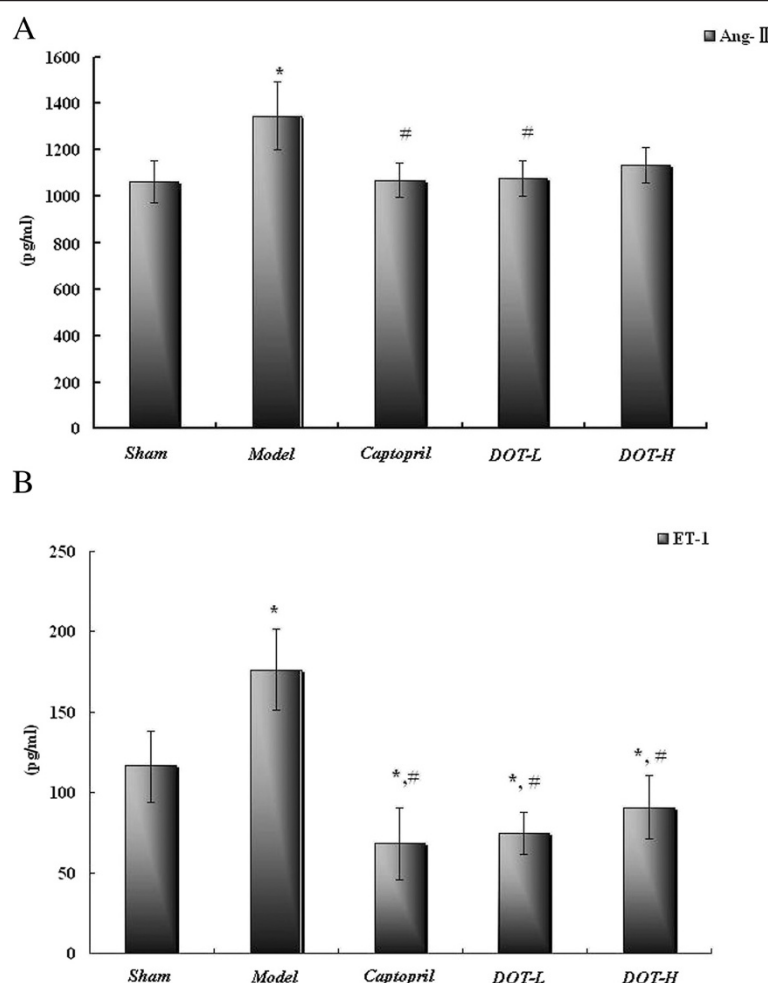 A
Ang-Ⅱ
1600
1400
1200
1000
800
600
400
200
0
(pg/ml)
*
#
#
Sham Model Captopril DOT-L DOT-H
B
ET-1
250
200
150
100
50
0
(pg/ml)
*
*,#
*, #
*, #
Sham Model Captopril DOT-L DOT-H